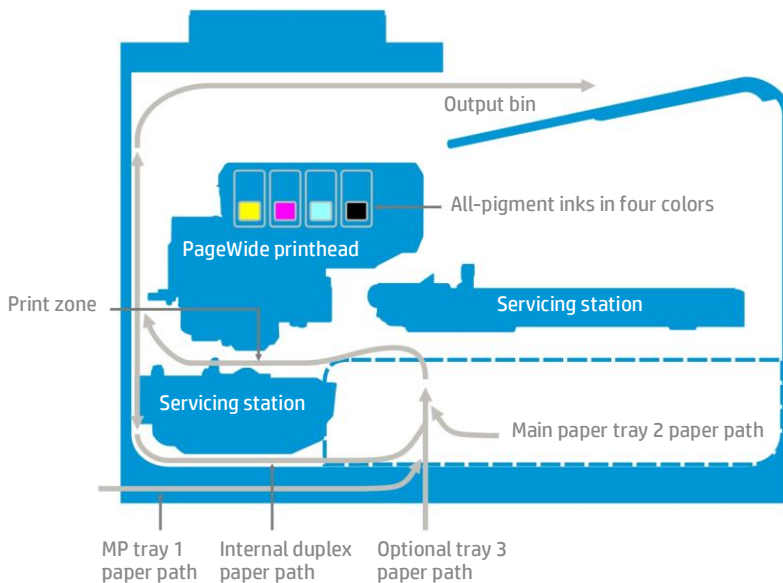 Output bin
All-pigment inks in four colors
PageWide printhead
Print zone
Servicing station
Servicing station
Main paper tray 2 paper path
MP tray 1
paper path
Internal duplex
paper path
Optional tray 3
paper path